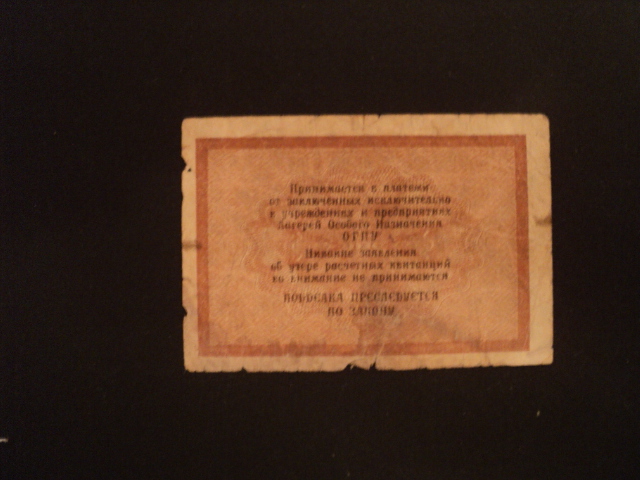 Принимается в платежи
от заключённых исключительно
в учреждениях и предприятиях
Лагерей Особого Назначения
ОГПУ
Никакие заявления
об утере расчетных квитанций
во внимание не принимаются
ПОДДЕЛКА ПРЕСЛЕДУЕТСЯ
ПО ЗАКОНУ